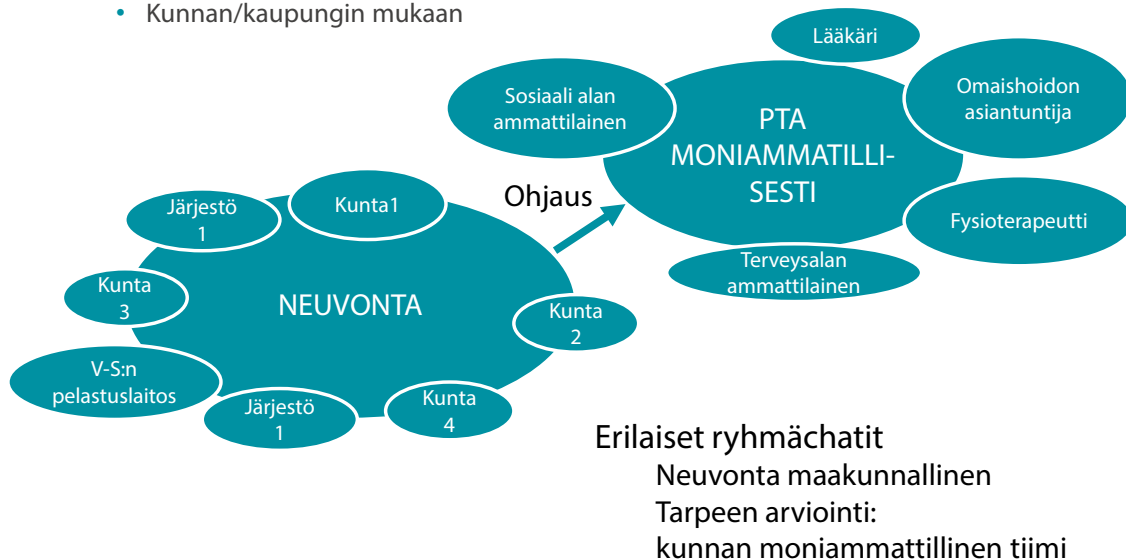 • Kunnan/kaupungin mukaan
Lääkäri
Sosiaali alan
ammattilainen
Omaishoidon
asiantuntija
PTA
MONIAMMATILLI-
SESTI
Ohjaus
Järjestö
1
Kunta1
Fysioterapeutti
Terveysalan
ammattilainen
Kunta
3
NEUVONTA
Kunta
2
V-S:n
pelastuslaitos
Järjestö
1
Kunta
4
Erilaiset ryhmächatit
Neuvonta maakunnallinen
Tarpeen arviointi:
kunnan moniammattillinen tiimi